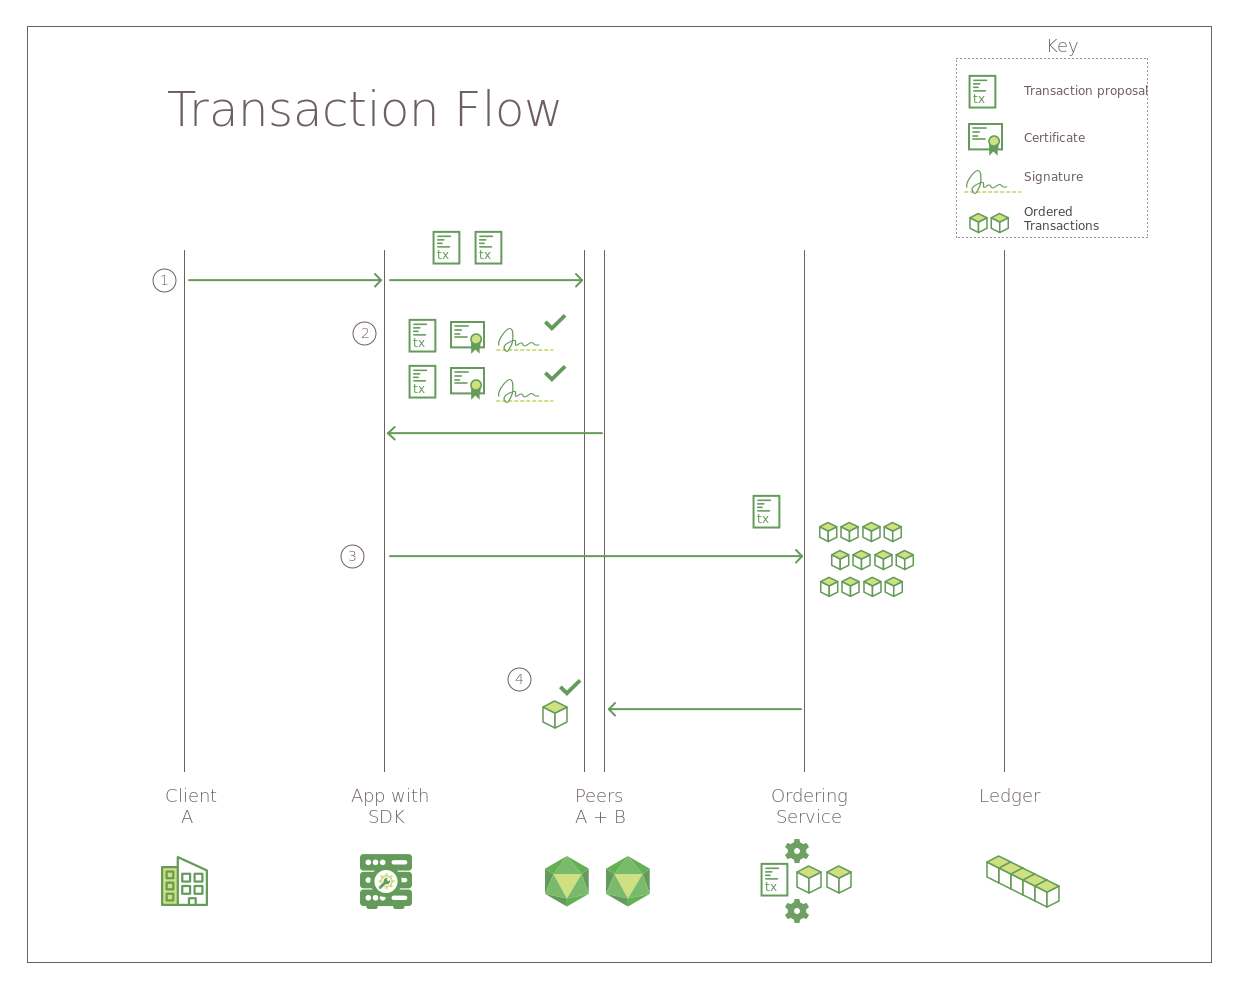 Key
Transaction Flow
tx
Transaction proposal
Certificate
Signature
Ordered
Transactions
tx tx
1
2
tx
tx
tx
3
4
Client
A
App with
SDK
Peers
A + B
Ordering
Service
Ledger
tx